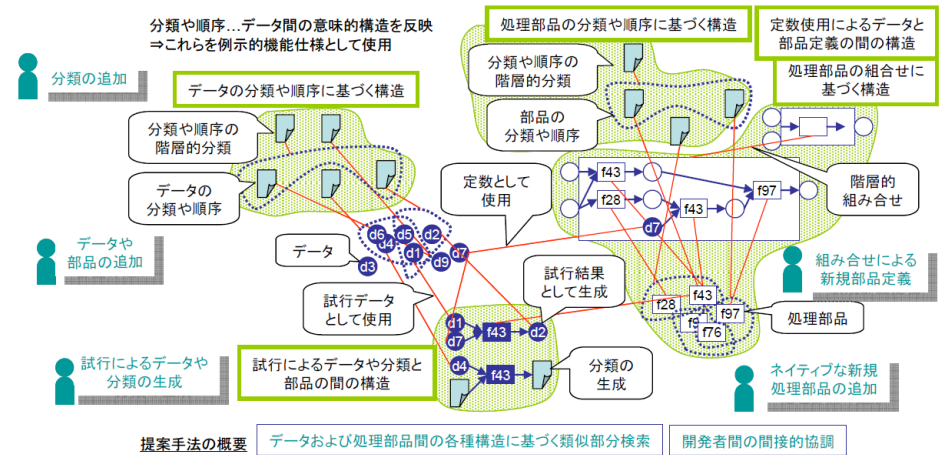 分類や順序…データ間の意味的構造を反映
⇒これらを例示的機能仕様として使用
処理部品の分類や順序に基づく構造
定数使用によるデータと
部品定義の間の構造
処理部品の組合せに
基づく構造
分類の追加
データの分類や順序に基づく構造
分類や順序の
階層的分類
部品の
分類や順序
分類や順序の
階層的分類
データの
分類や順序
定数として
使用
階層的
組み合せ
f43
f28
f43
f97
d7
データや
部品の追加
データ
d6
d4
d5
d1
d2
d9
d7
d3
組み合せによる
新規部品定義
試行データ
として使用
試行結果
として生成
f28
f43
f97
f76
処理部品
d1
d7
f43
d2
d4
f43
試行によるデータや
分類の生成
試行によるデータや分類と
部品の間の構造
分類の
生成
ネイティブな新規
処理部品の追加
提案手法の概要
データおよび処理部品間の各種構造に基づく類似部分検索
開発者間の間接的協調